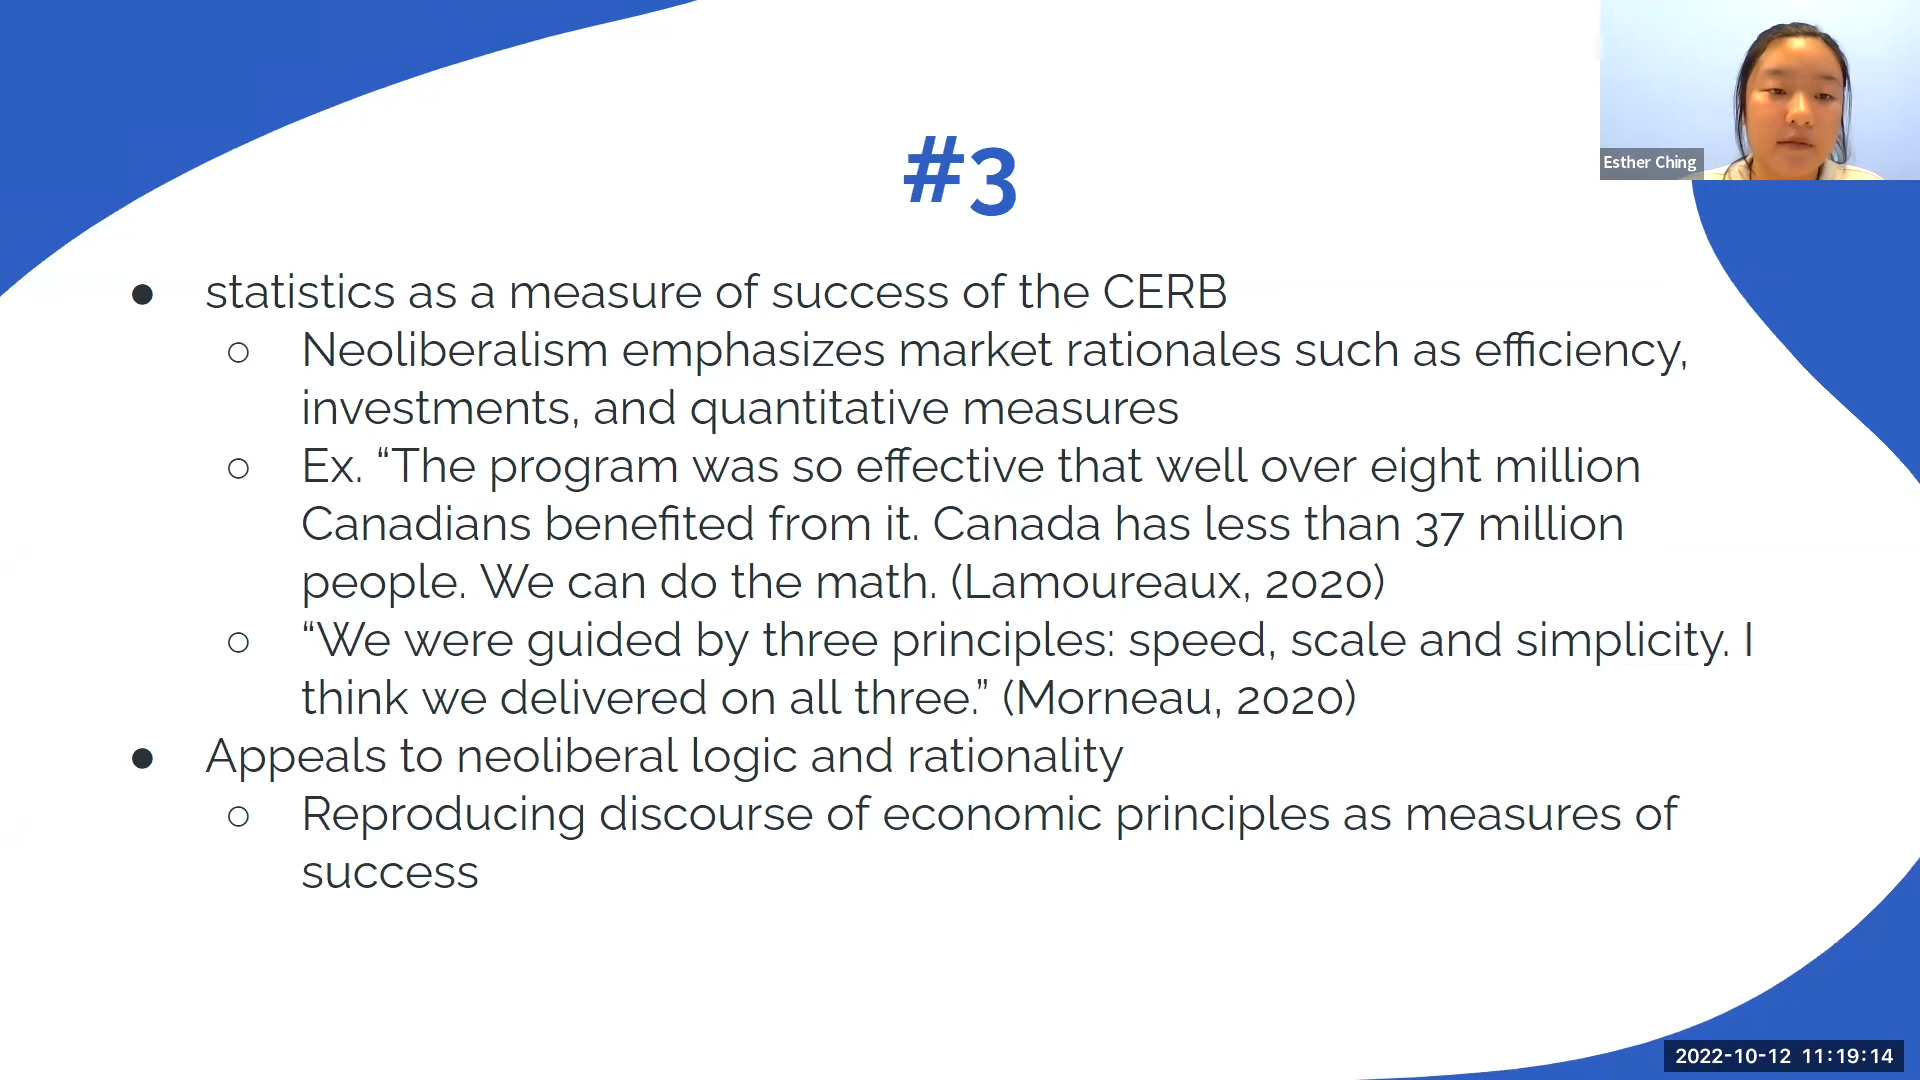 Esther Ching
#3
● statistics as a measure of success of the CERB
○ Neoliberalism emphasizes market rationales such as efficiency,
investments, and quantitative measures
○ Ex. “The program was so effective that well over eight million
Canadians benefited from it. Canada has less than 37 million
people. We can do the math. (Lamoureaux, 2020)
○ “We were guided by three principles: speed, scale and simplicity. I
think we delivered on all three.” (Morneau, 2020)
● Appeals to neoliberal logic and rationality
○ Reproducing discourse of economic principles as measures of
success
2022-10-12 11:19:14